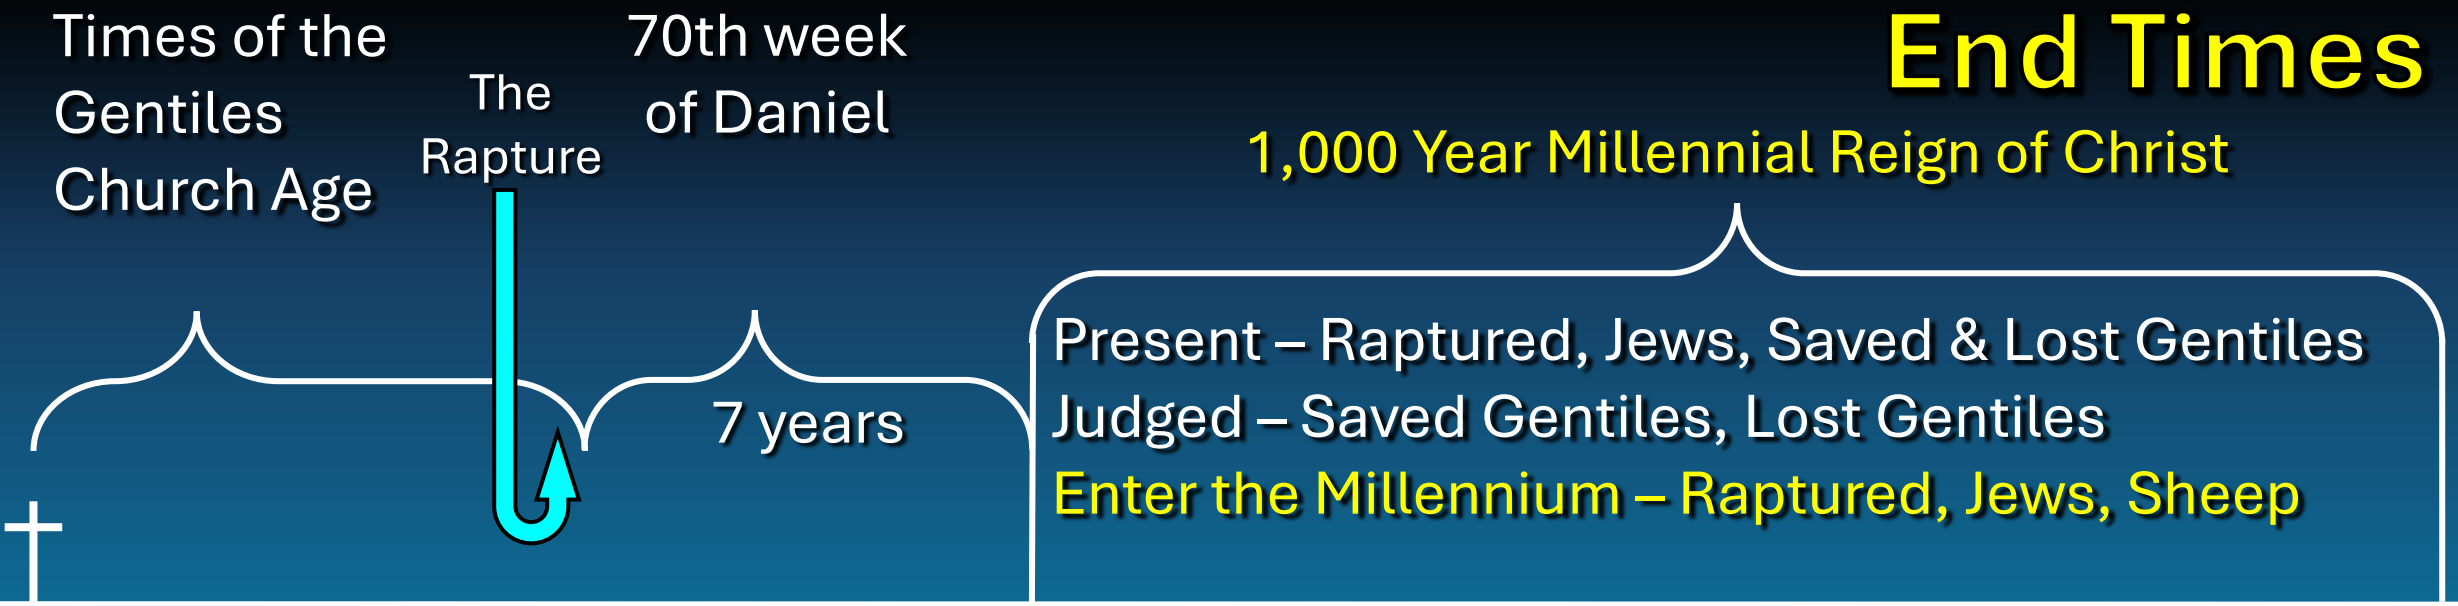 Times of the
Gentiles
Church Age
The
Rapture
70th week
of Daniel
7 years
End Times
1,000 Year Millennial Reign of Christ
Present – Raptured, Jews, Saved & Lost Gentiles
Judged – Saved Gentiles, Lost Gentiles
Enter the Millennium – Raptured, Jews, Sheep